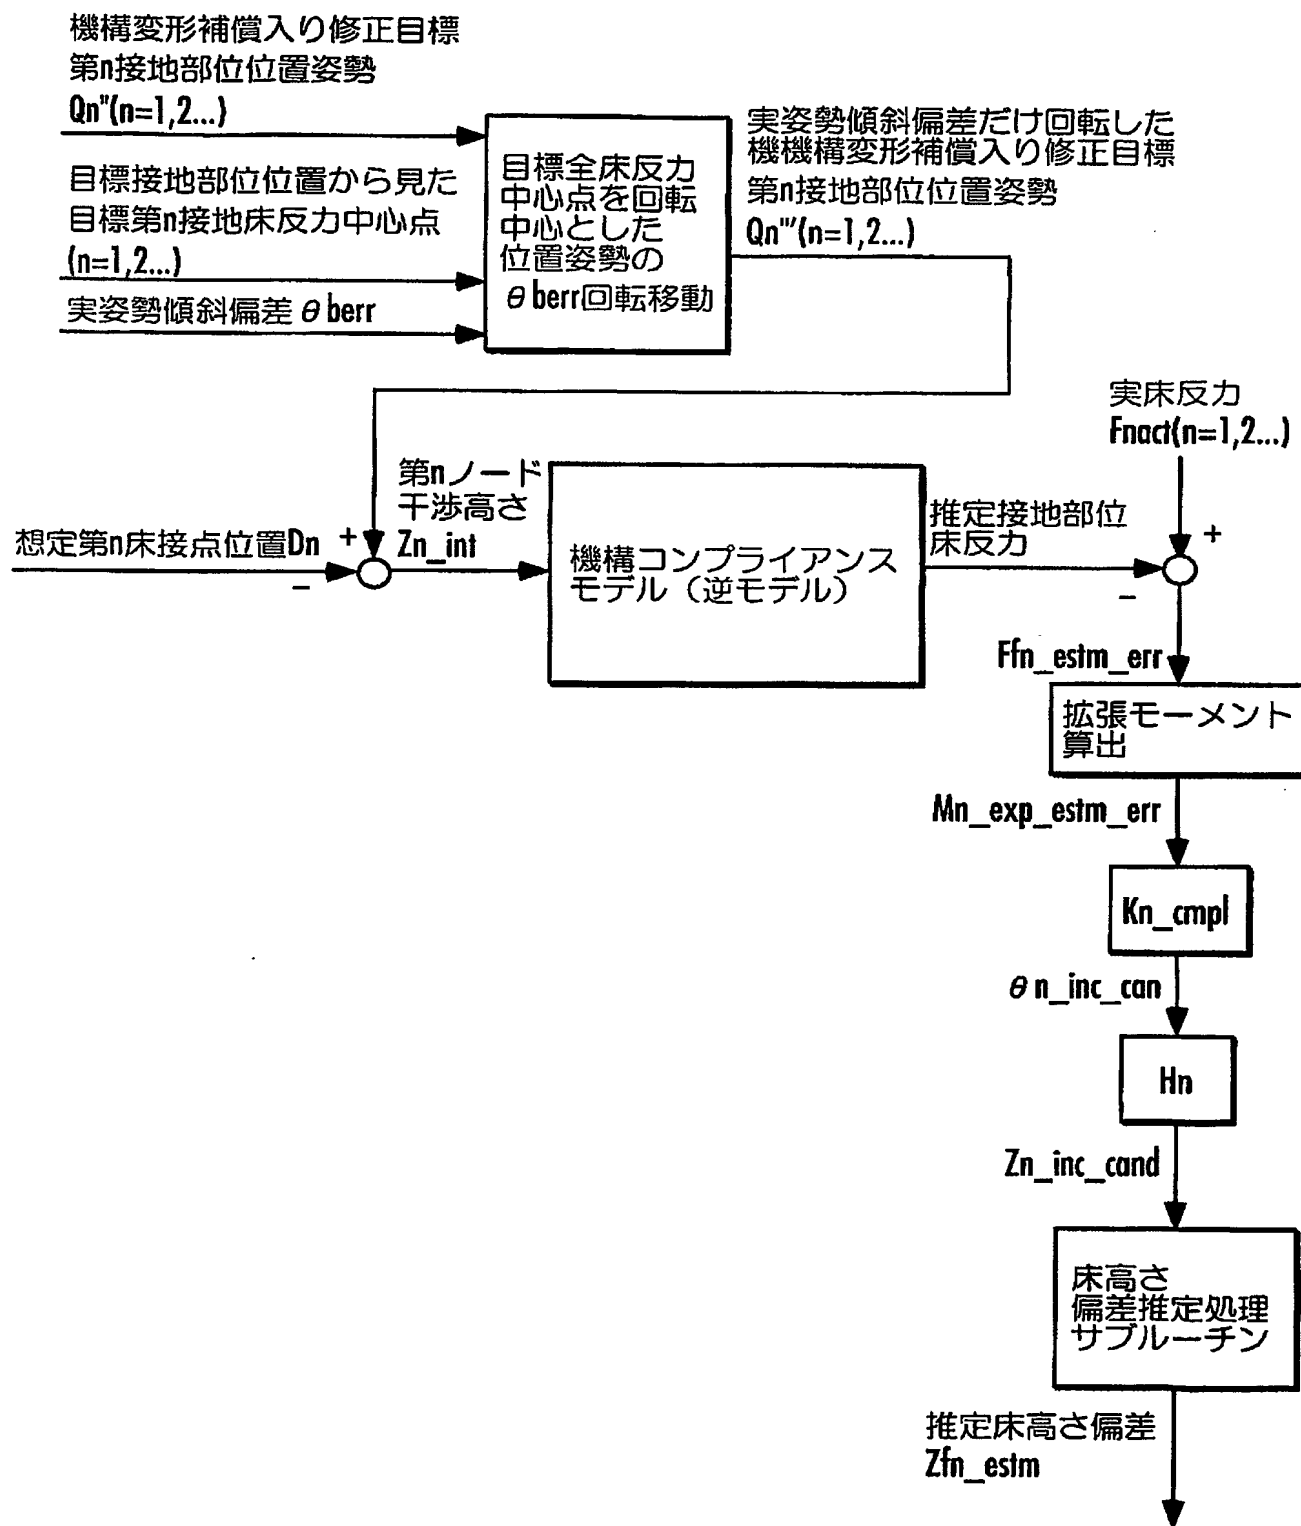 機構変形補償入り修正目標
第n接地部位位置姿勢
Qn"(n=1,2...)
目標接地部位位置から見た
目標第n接地床反力中心点
(n=1,2...)
実姿勢傾斜偏差θberr
目標全床反力
中心点を回転
中心とした
位置姿勢の
θberr回転移動
実姿勢傾斜偏差だけ回転した
機機構変形補償入り修正目標
第n接地部位位置姿勢
Qn"'(n=1,2...)
実床反力
Fnact(n=1,2...)
想定第n床接点位置Dn
+
−
第nノード
干渉高さ
Zn_int
機構コンプライアンス
モデル（逆モデル）
推定接地部位
床反力
+
−
Ffn_estm_err
拡張モーメント
算出
Mn_exp_estm_err
Kn_cmpl
θn_inc_can
Hn
Zn_inc_cand
床高さ
偏差推定処理
サブルーチン
推定床高さ偏差
Zfn_estm